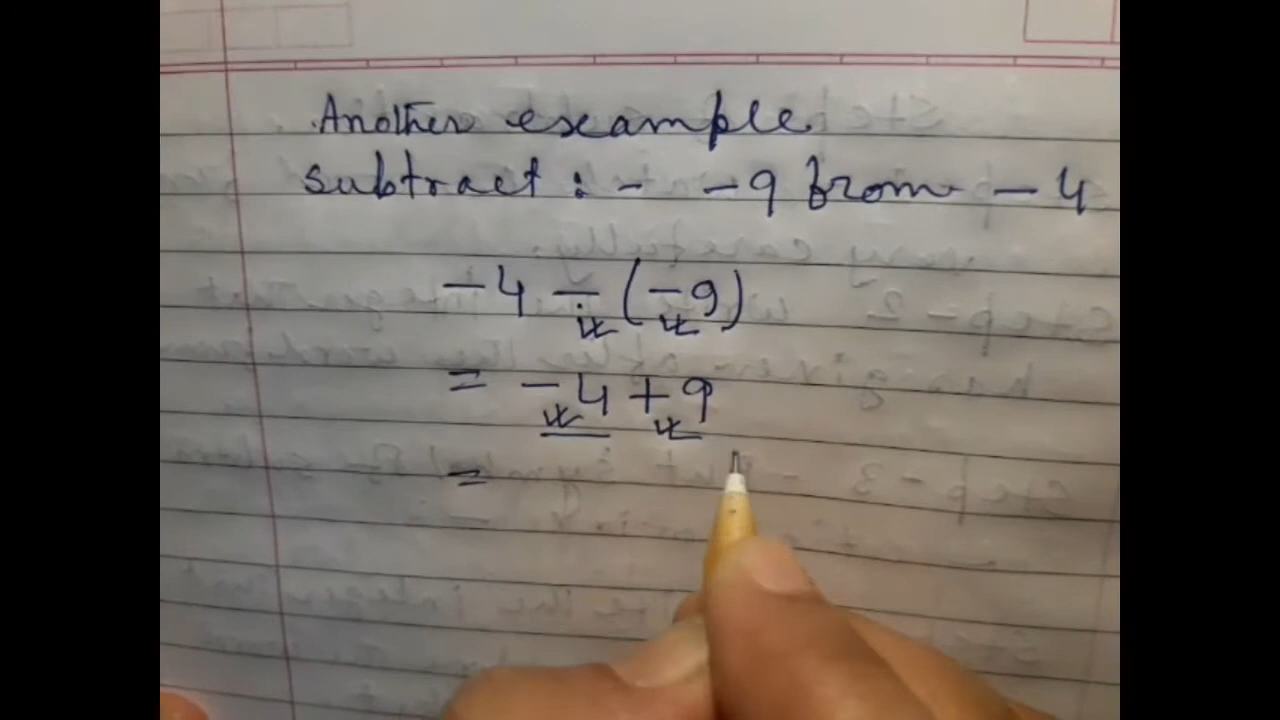 Another example.
subtract :- -9 from -4
-4 - (-9)
= -4 + 9
=